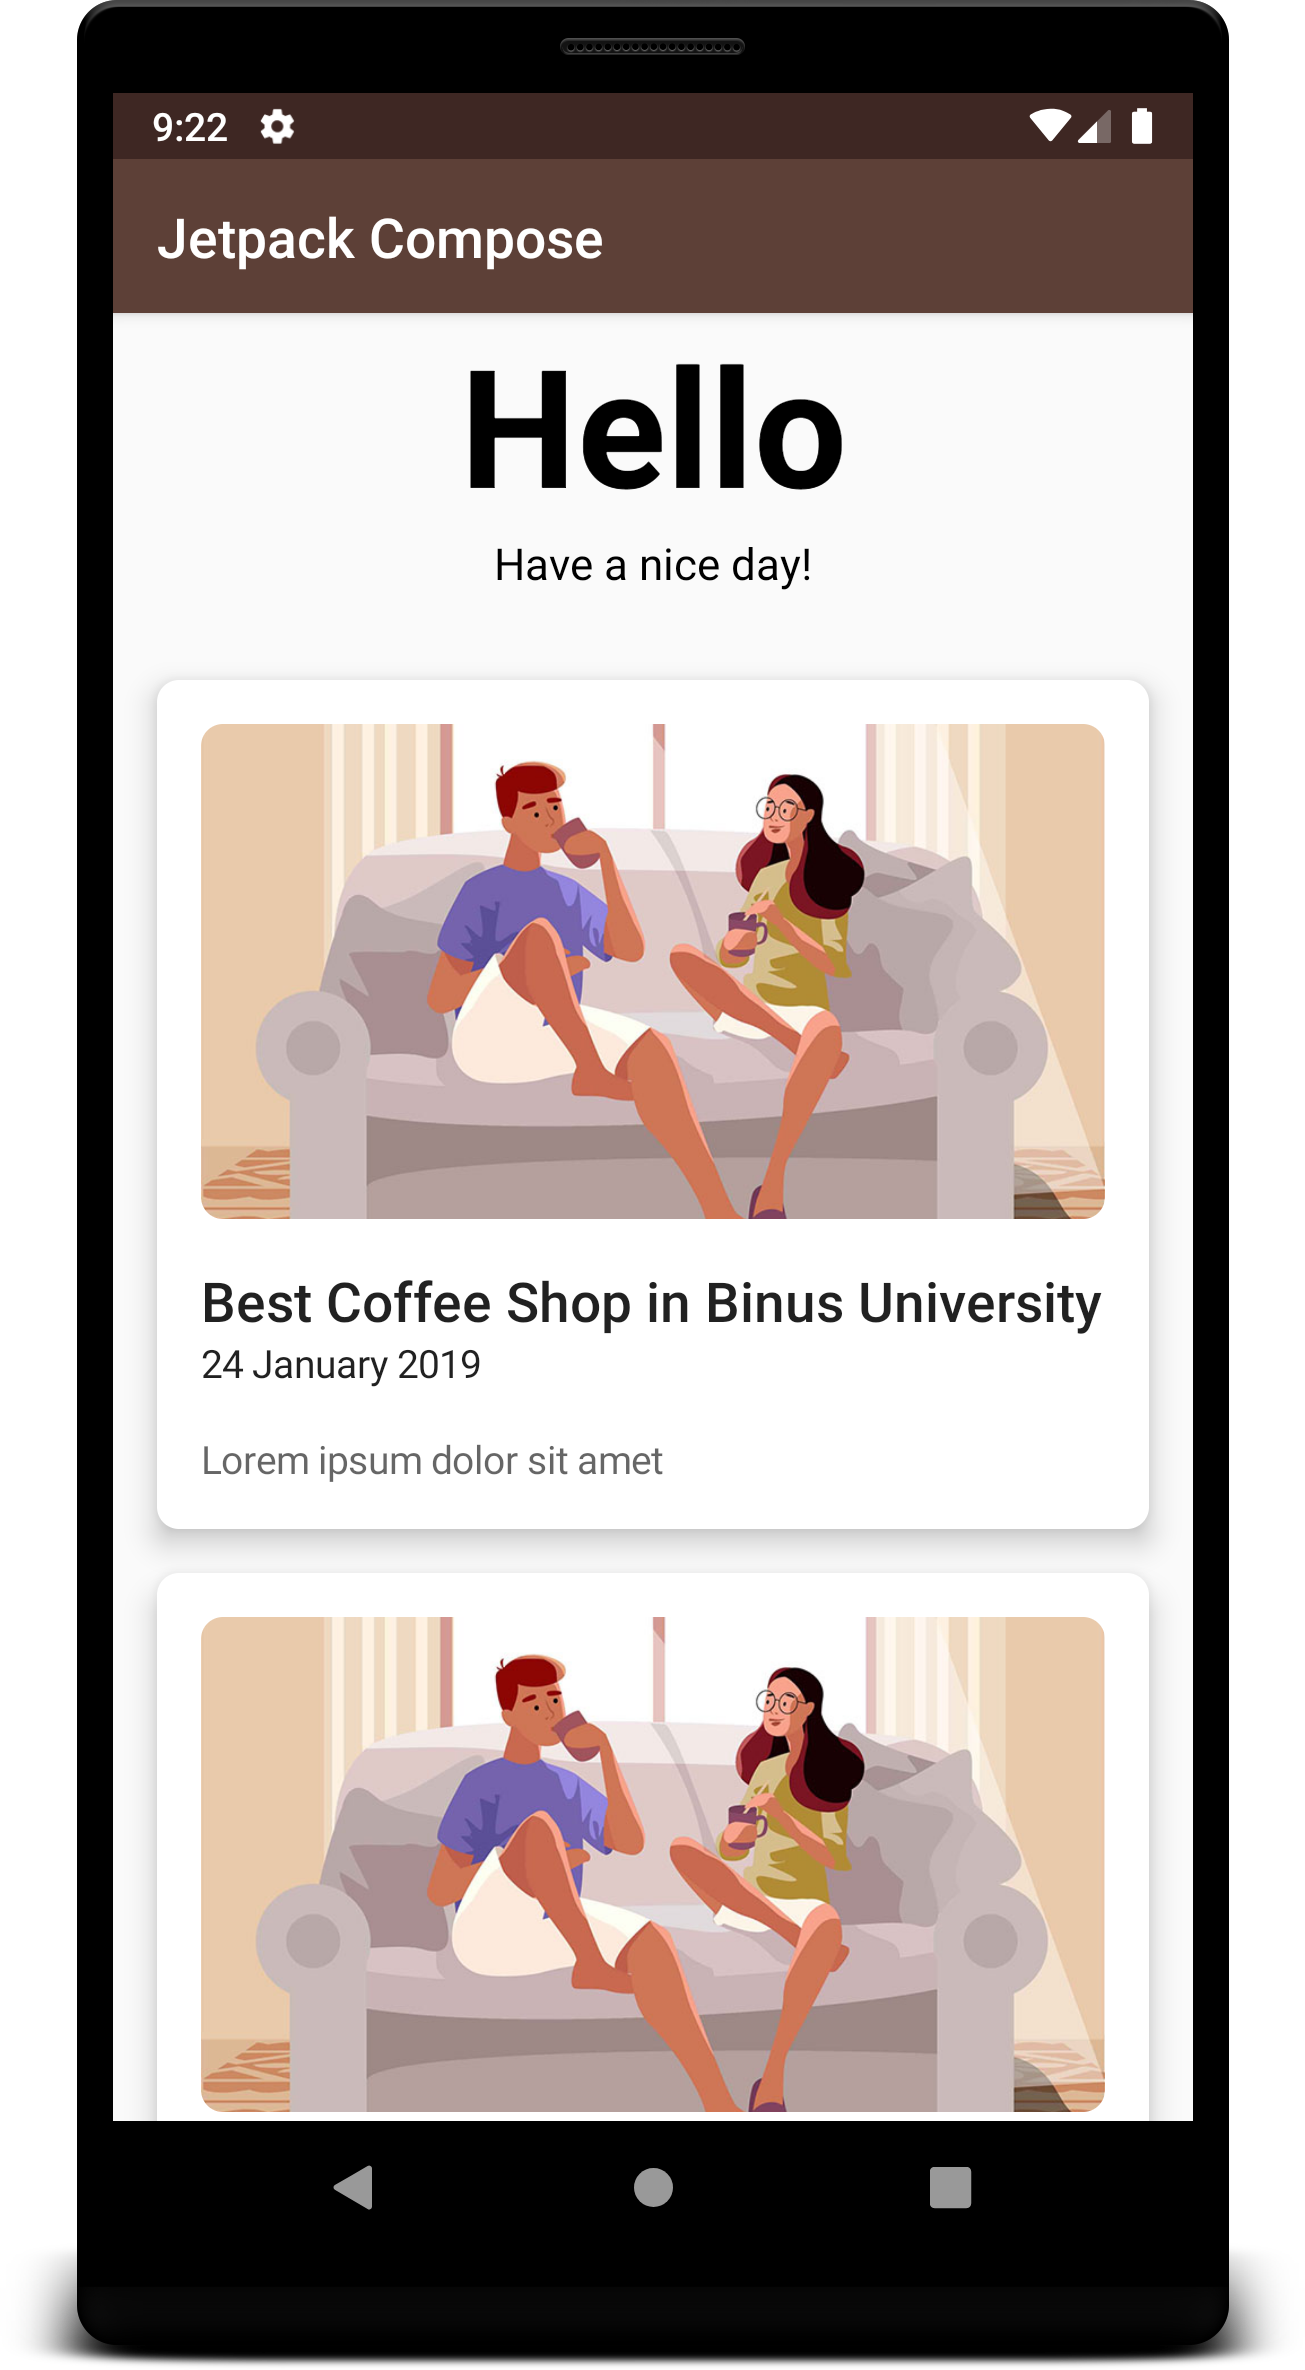 9:22
Jetpack Compose
Hello
Have a nice day!
Best Coffee Shop in Binus University
24 January 2019
Lorem ipsum dolor sit amet